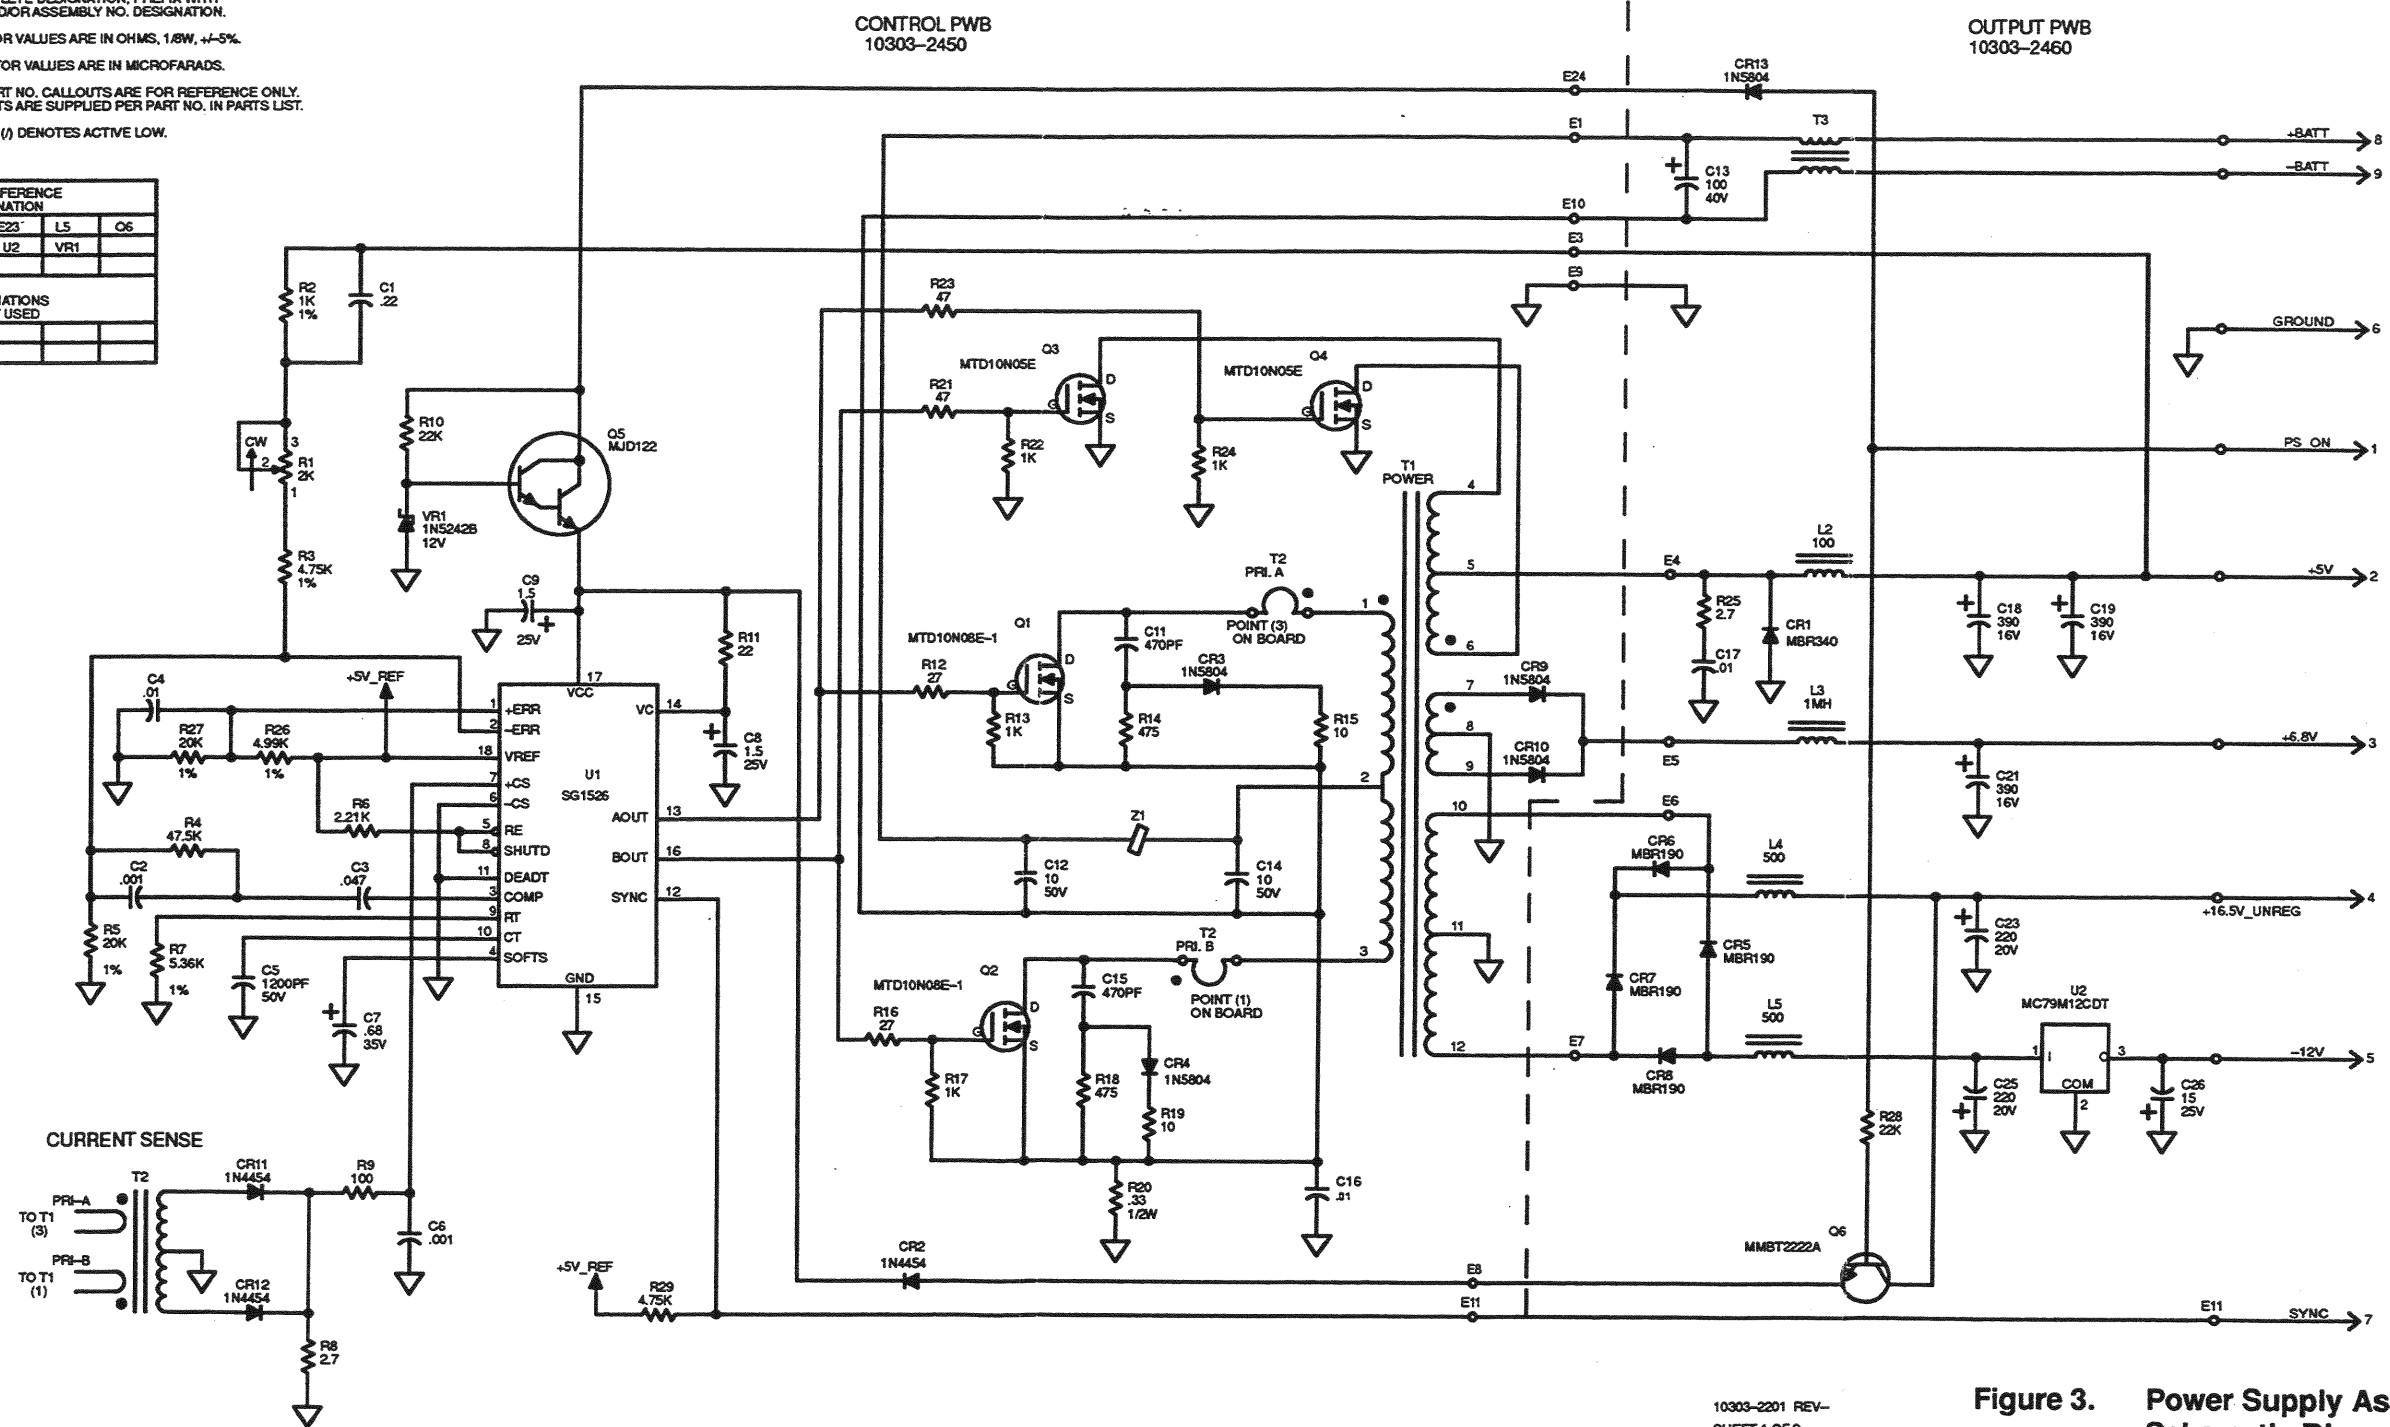 D/OR ASSEMBLY NO. DESIGNATION.
OR VALUES ARE IN OHMS, 1/8W, +/–5%.
TOR VALUES ARE IN MICROFARADS.
RT NO. CALLOUTS ARE FOR REFERENCE ONLY.
TS ARE SUPPLIED PER PART NO. IN PARTS LIST.
(/) DENOTES ACTIVE LOW.
CONTROL PWB
10303–2450
OUTPUT PWB
10303–2460
FERENCE
NATION
E23 L5 Q6
U2 VR1
ATIONS
USED
E24
CR13
1N5804
E1
T3
+BATT 8
–BATT 9
C13
100
40V
E10
E3
E9
GROUND 6
R2
1K
1%
C1
.22
R23
47
Q3
MTD10N05E
D
G
S
Q4
MTD10N05E
D
G
S
R21
47
R22
1K
R24
1K
CW
3
2
R1
2K
1
R10
22K
Q5
MJD122
VR1
1N5242B
12V
PS_ON 1
T1
POWER
4
5
6
R3
4.75K
1%
C9
1.5
25V
R11
22
T2
PRI. A
POINT (3)
ON BOARD
1
E4
L2
100
+5V 2
R25
2.7
C17
.01
CR1
MBR340
C18
390
16V
C19
390
16V
Q1
MTD10N08E–1
D
G
S
C11
470PF
CR3
1N5804
R12
27
R13
1K
R14
475
R15
10
CR9
1N5804
7
8
CR10
1N5804
9
E5
L3
1MH
+6.8V 3
C21
390
16V
C4
.01
+5V_REF
R27
20K
1%
R26
4.99K
1%
17
VCC
1 +ERR
2 –ERR
18 VREF
7 +CS
6 –CS
5 RE
8 SHUTD
11 DEADT
3 COMP
9 RT
10 CT
4 SOFTS
U1
SG1526
VC 14
AOUT 13
BOUT 16
SYNC 12
GND
15
C8
1.5
25V
R6
2.21K
R4
47.5K
C2
.001
C3
.047
R5
20K
1%
R7
5.36K
1%
C5
1200PF
50V
C7
.68
35V
2
Z1
C12
10
50V
C14
10
50V
10
E6
CR6
MBR190
L4
500
+16.5V_UNREG
4
C23
220
20V
11
CR5
MBR190
CR7
MBR190
T2
PRI. B
3
POINT (1)
ON BOARD
Q2
MTD10N08E–1
D
G
S
C15
470PF
R16
27
R17
1K
R18
475
CR4
1N5804
R19
10
12
E7
CR8
MBR190
L5
500
U2
MC79M12CDT
1 I
O 3
COM
2
–12V 5
C25
220
20V
C26
15
25V
R28
22K
CURRENT SENSE
T2
PRI–A
TO T1
(3)
PRI–B
TO T1
(1)
CR11
1N4454
R9
100
CR12
1N4454
C6
.001
R8
2.7
R20
.33
1/2W
C16
.01
+5V_REF
R29
4.75K
CR2
1N4454
E8
E11
Q6
MMBT2222A
E11
SYNC 7
10303–2201 REV–
Figure 3. Power Supply As